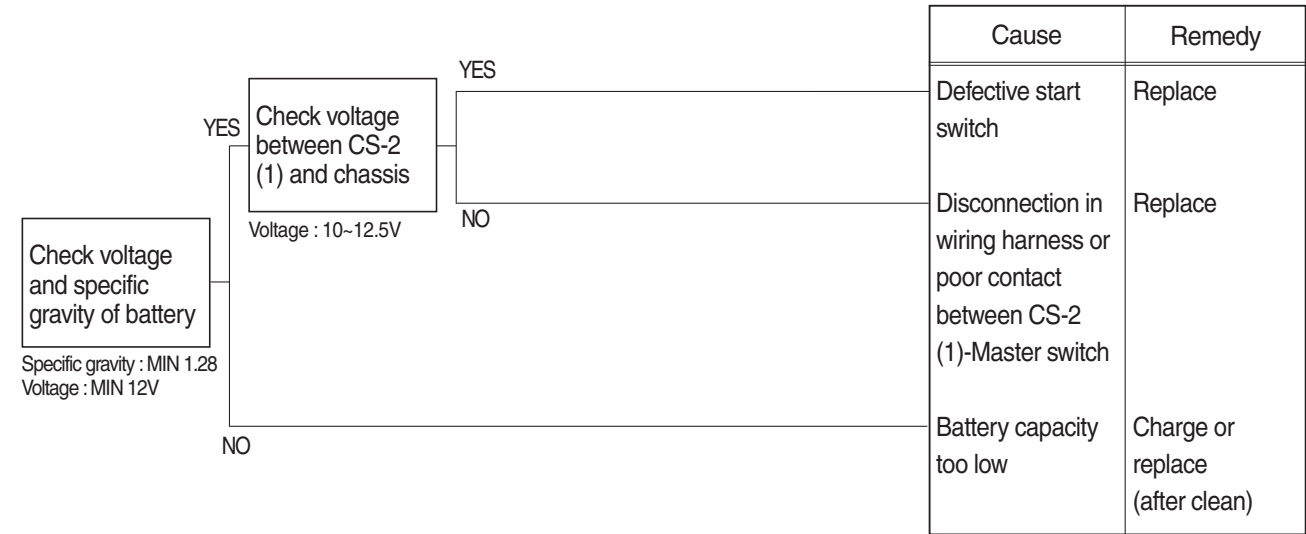 Cause
Remedy
YES
Defective start
switch
Replace
YES
Check voltage
between CS-2
(1) and chassis
Voltage : 10~12.5V
NO
Disconnection in
wiring harness or
poor contact
between CS-2
(1)-Master switch
Replace
Check voltage
and specific
gravity of battery
Specific gravity : MIN 1.28
Voltage : MIN 12V
NO
Battery capacity
too low
Charge or
replace
(after clean)